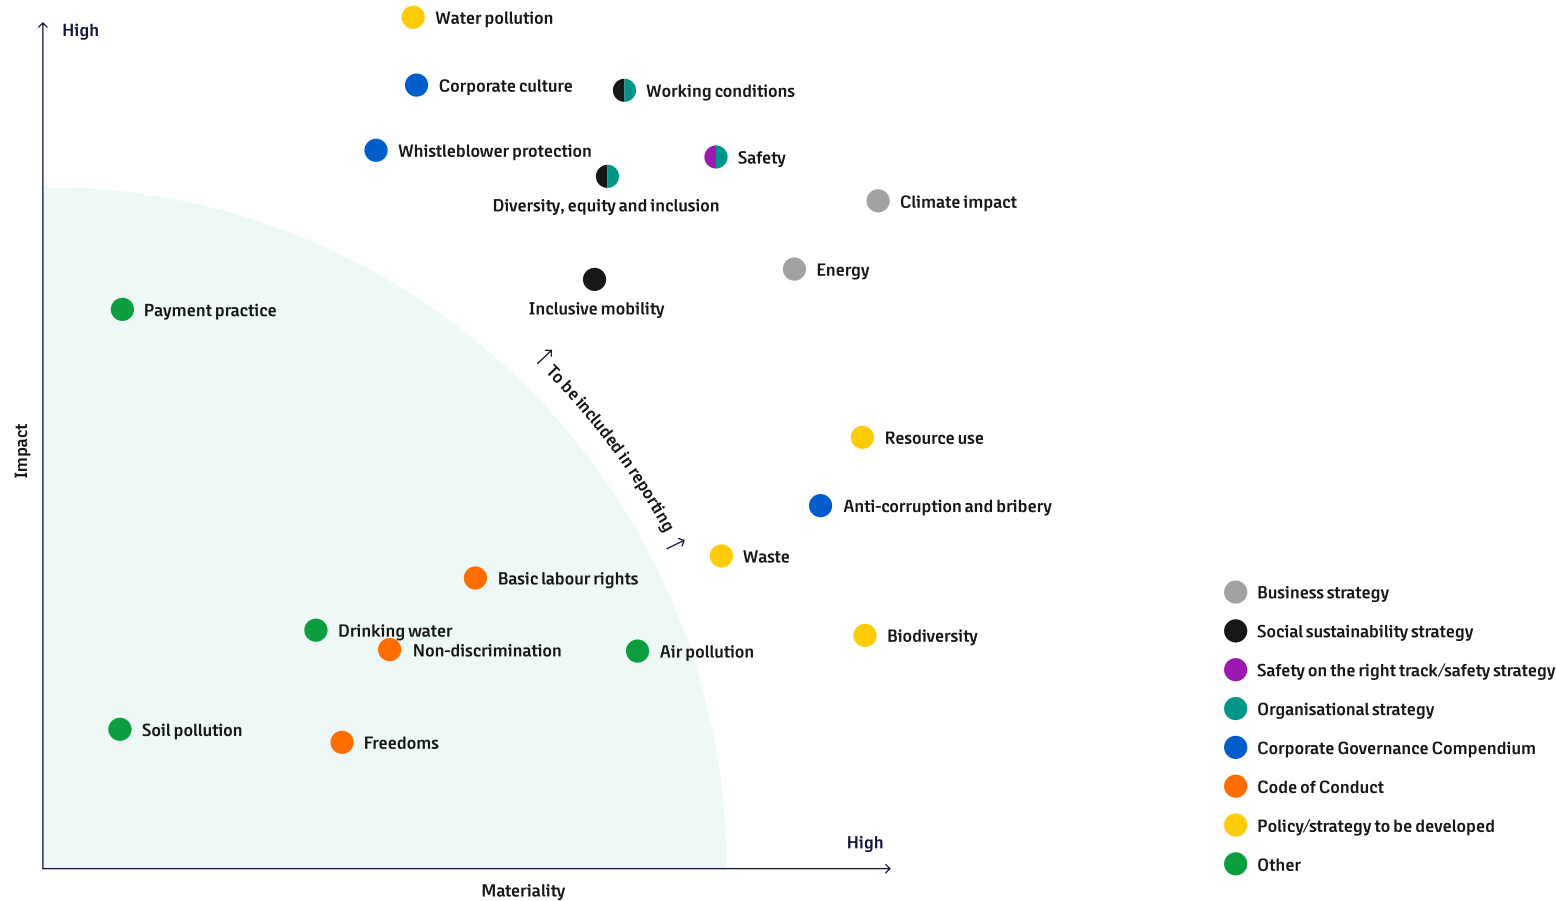 Water pollution
High
Corporate culture
Working conditions
Whistleblower protection
Safety
Diversity, equity and inclusion
Climate impact
Energy
Inclusive mobility
Payment practice
To be included in reporting
Impact
Resource use
Anti-corruption and bribery
Waste
Basic labour rights
Drinking water
Non-discrimination
Air pollution
Biodiversity
Soil pollution
Freedoms
High
Materiality
Business strategy
Social sustainability strategy
Safety on the right track/safety strategy
Organisational strategy
Corporate Governance Compendium
Code of Conduct
Policy/strategy to be developed
Other